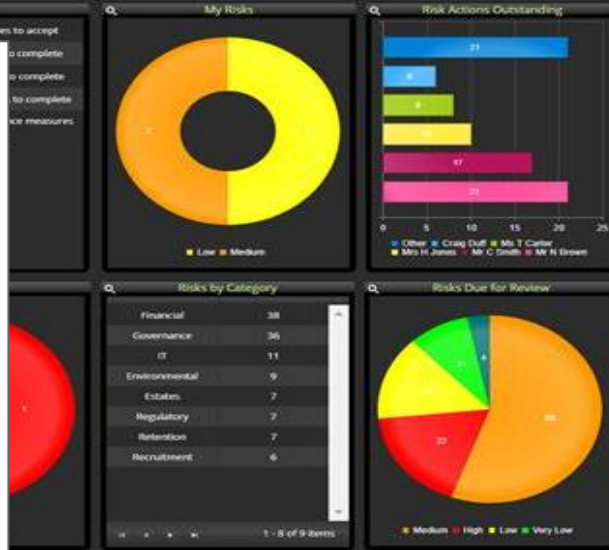 es to accept
o complete
o complete
to complete
nce measures
My Risks
2
Low Medium
Risk Actions Outstanding
21
6
8
10
17
21
0 5 10 15 20 25
Other Craig Duff Ms T Carter
Mrs H Jones Mr C Smith Mr N Brown
1
Risks by Category
Financial 38
Governance 36
IT 11
Environmental 9
Estates 7
Regulatory 7
Retention 7
Recruitment 6
1 - 8 of 9 items
Risks Due for Review
22
Medium High Low Very Low